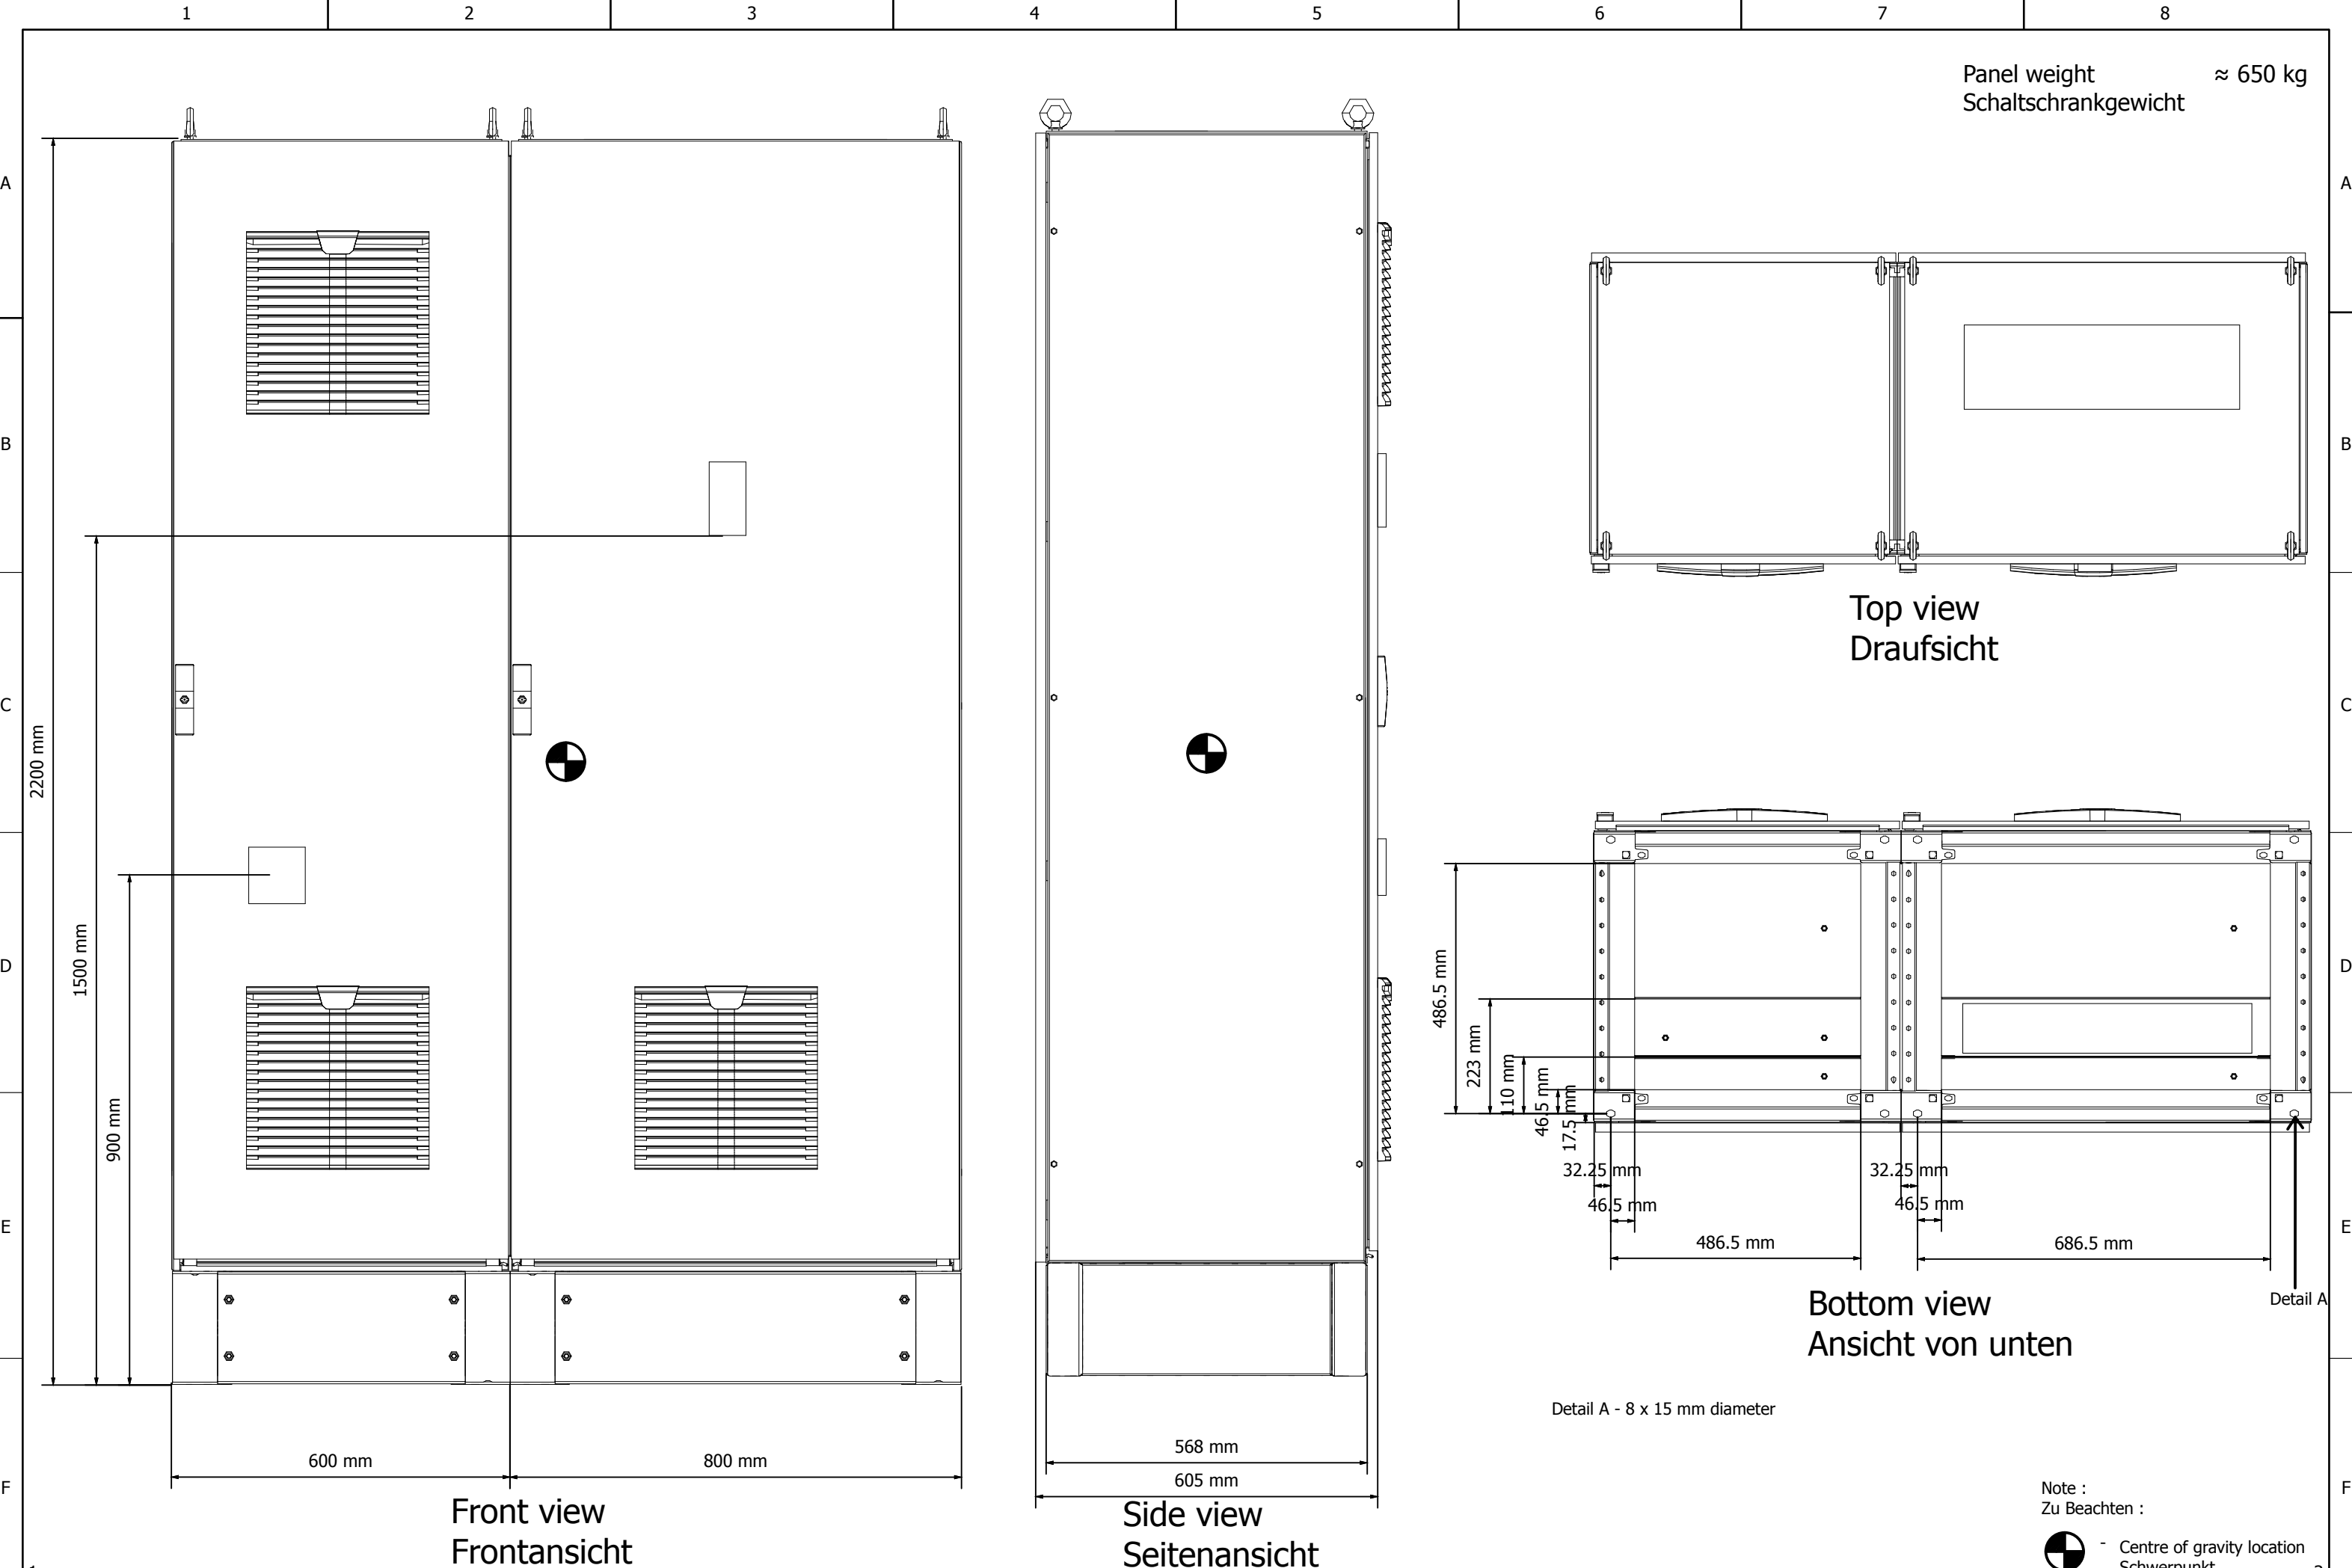 1 2 3 4 5 6 7 8
Panel weight ≈ 650 kg
Schaltschrankgewicht
A A
B B
Top view
Draufsicht
C C
2200 mm
1500 mm
900 mm
D D
486.5 mm
223 mm
110 mm
46.5 mm
17.5 mm
32.25 mm 32.25 mm
46.5 mm 46.5 mm
E E
486.5 mm 686.5 mm
Detail A
Bottom view
Ansicht von unten
Detail A - 8 x 15 mm diameter
600 mm 800 mm
568 mm
605 mm
F F
Front view
Frontansicht
Side view
Seitenansicht
Note :
Zu Beachten :
- Centre of gravity location
Schwerpunkt